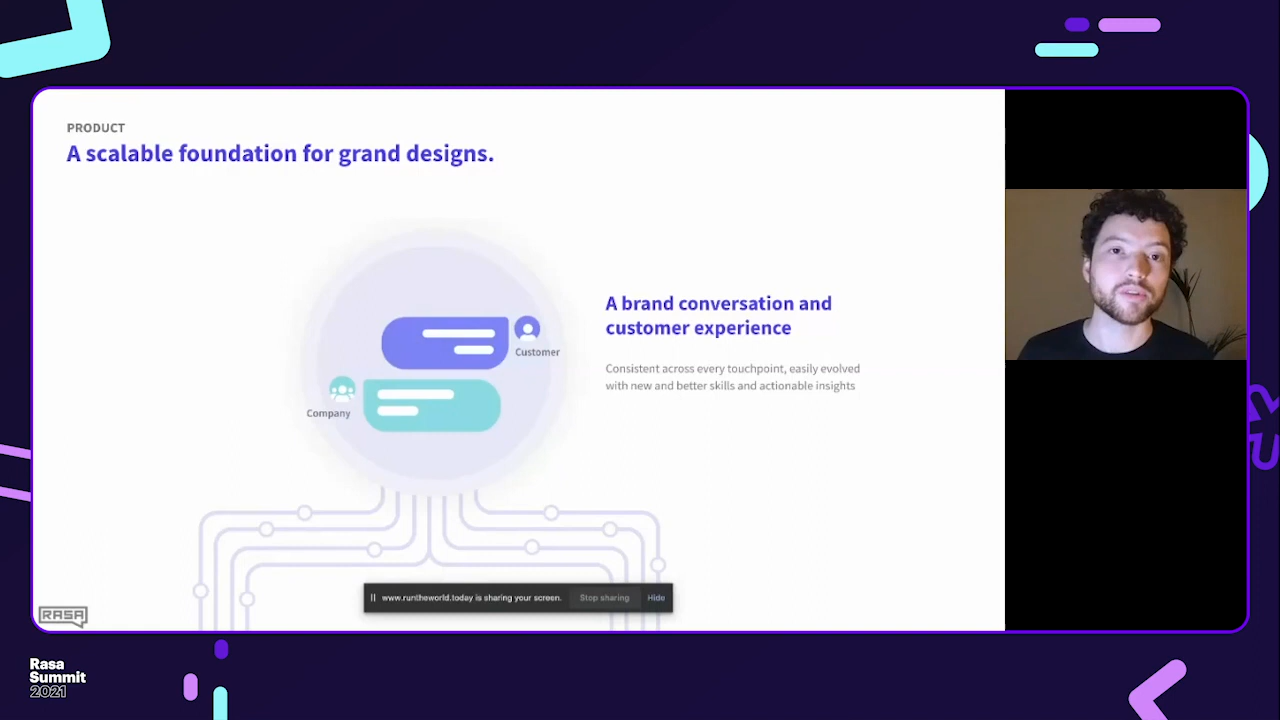 PRODUCT
A scalable foundation for grand designs.
A brand conversation and
customer experience
Customer
Consistent across every touchpoint, easily evolved
with new and better skills and actionable insights
Company
www.runtheworld.today is sharing your screen. Stop sharing Hide
RASA
Rasa
Summit
2021